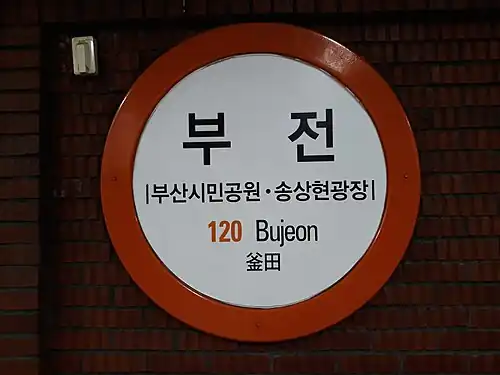 부 전
|부산시민공원·송상현광장|
120 Bujeon
釜田